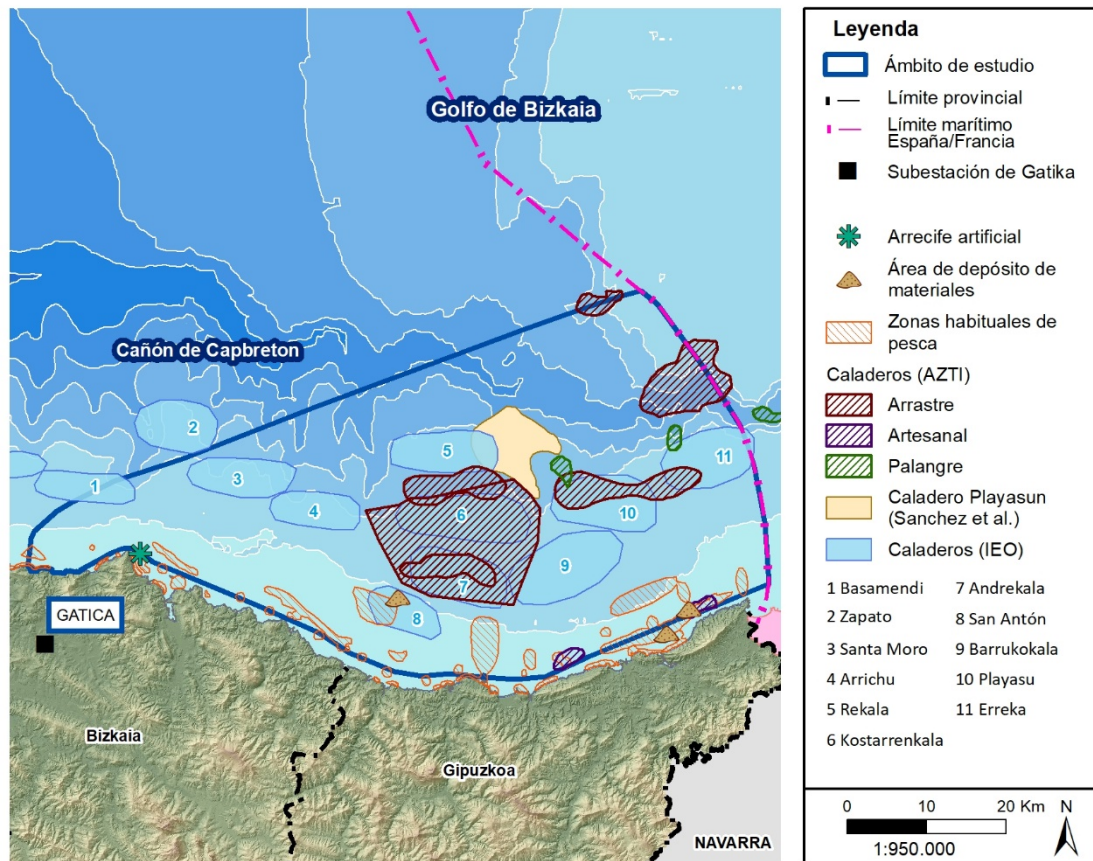 Golfo de Bizkaia
Cañón de Capbreton
2
5
11
1
3
4
6
10
9
7
8
GATICA
Bizkaia
Gipuzkoa
NAVARRA
Leyenda
Ámbito de estudio
Límite provincial
Límite marítimo
España/Francia
Subestación de Gatika
Arrecife artificial
Área de depósito de
materiales
Zonas habituales de
pesca
Caladeros (AZTI)
Arrastre
Artesanal
Palangre
Caladero Playasun
(Sanchez et al.)
Caladeros (IEO)
1 Basamendi
2 Zapato
3 Santa Moro
4 Arrichu
5 Rekala
6 Kostarrenkala
7 Andrekala
8 San Antón
9 Barrukokala
10 Playasu
11 Erreka
0 10 20 Km N
1:950.000